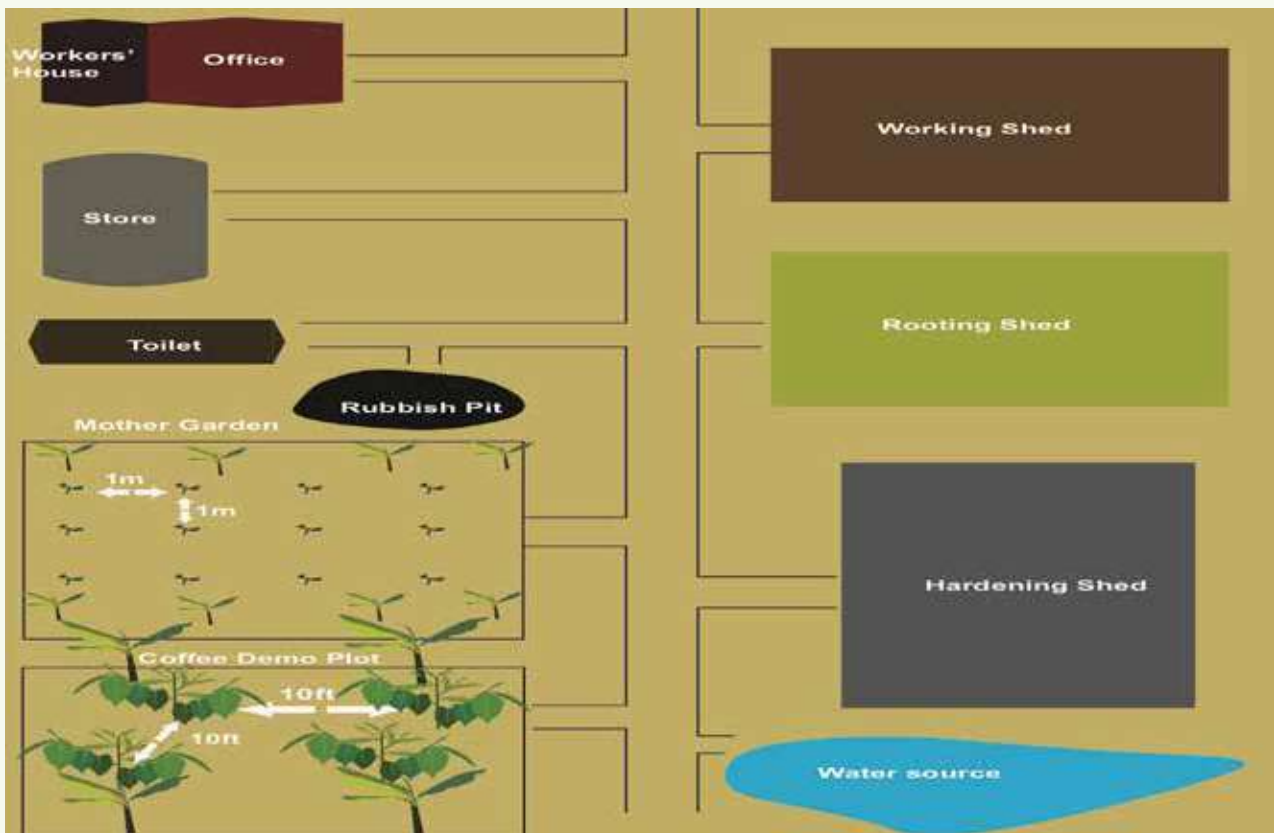 Workers'
House
Office
Working Shed
Store
Rooting Shed
Toilet
Rubbish Pit
Mother Garden
1m
1m
Hardening Shed
Coffee Demo Plot
10ft
10ft
Water source